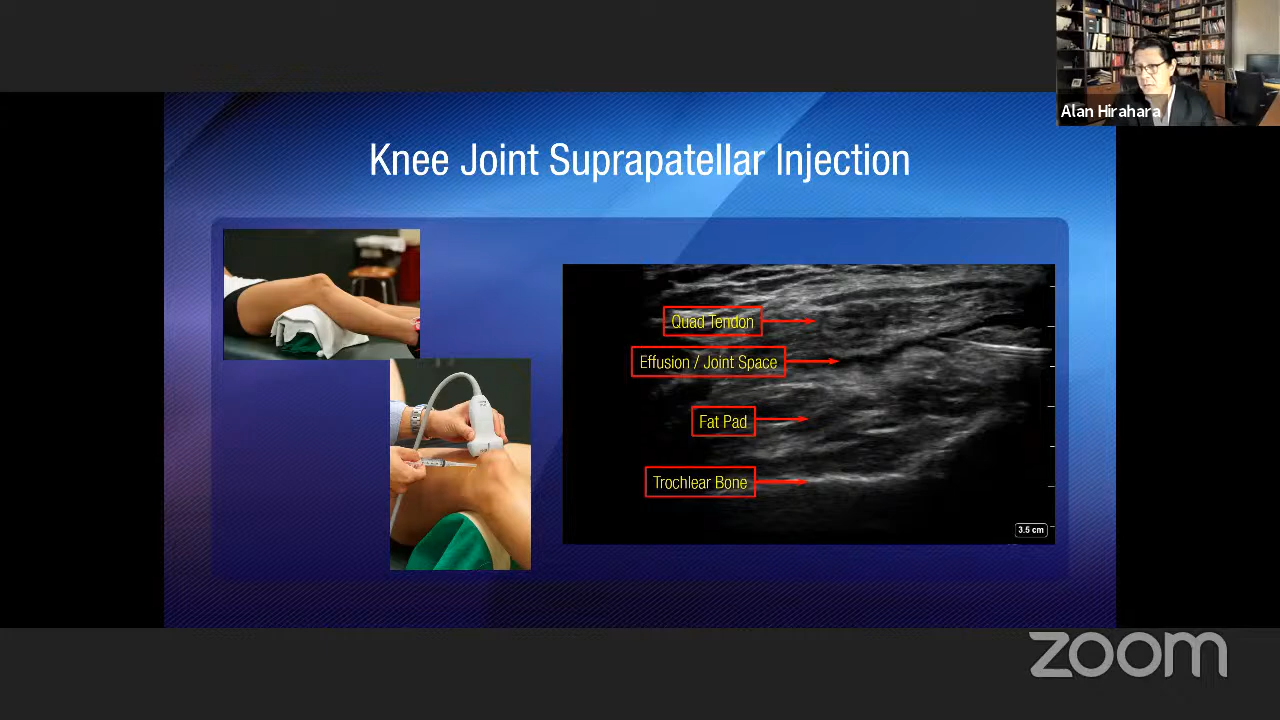 Alan Hirahara
Knee Joint Suprapatellar Injection
Quad Tendon
Effusion / Joint Space
Fat Pad
Trochlear Bone
3.5 cm
zoom